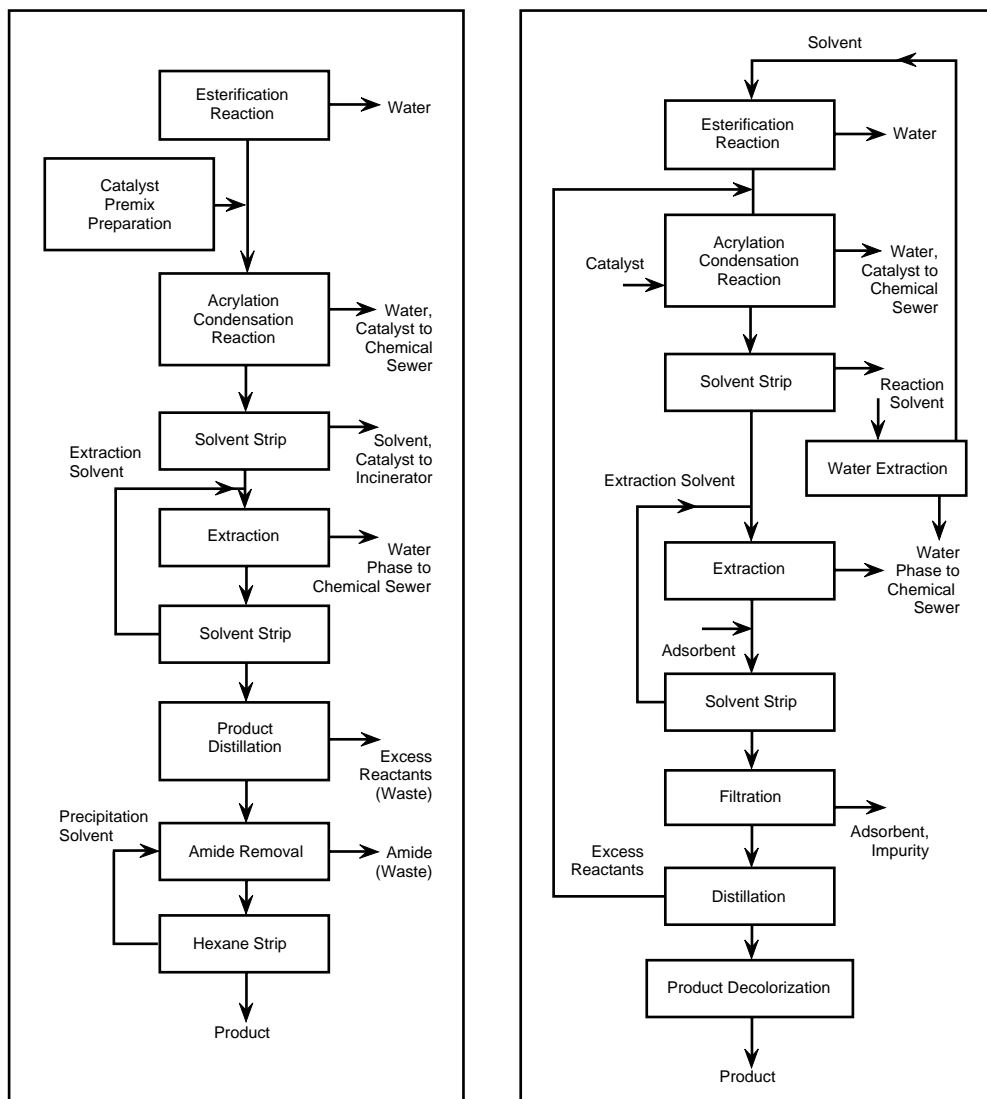 Esterification
Reaction
Water
Catalyst
Premix
Preparation
Acrylation
Condensation
Reaction
Water,
Catalyst to
Chemical
Sewer
Solvent Strip
Solvent,
Catalyst to
Incinerator
Extraction
Solvent
Extraction
Water
Phase to
Chemical Sewer
Solvent Strip
Product
Distillation
Excess
Reactants
(Waste)
Precipitation
Solvent
Amide Removal
Amide
(Waste)
Hexane Strip
Product
Solvent
Esterification
Reaction
Water
Catalyst
Acrylation
Condensation
Reaction
Water,
Catalyst to
Chemical
Sewer
Solvent Strip
Reaction
Solvent
Water Extraction
Extraction Solvent
Extraction
Water
Phase to
Chemical
Sewer
Adsorbent
Solvent Strip
Filtration
Adsorbent,
Impurity
Excess
Reactants
Distillation
Product Decolorization
Product